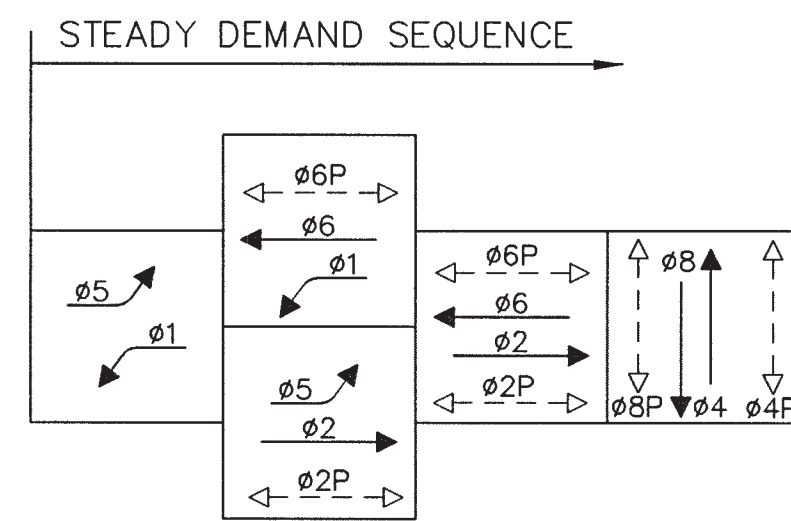 STEADY DEMAND SEQUENCE
ø6P
ø6
ø1
ø5
ø1
ø5
ø2
ø2P
ø6P
ø6
ø2
ø2P
ø8
ø8P
ø4
ø4P